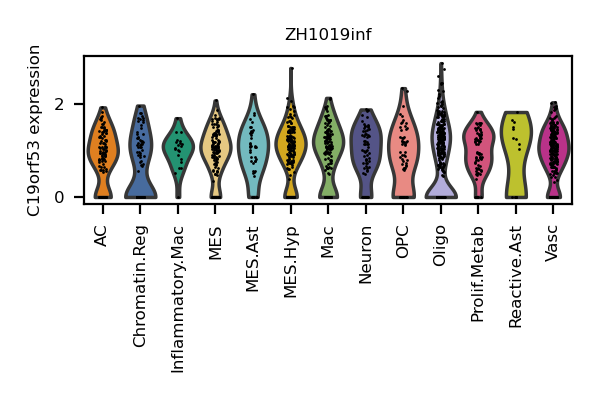 ZH1019inf
C19orf53 expression
2
0
AC
Chromatin.Reg
Inflammatory.Mac
MES
MES.Ast
MES.Hyp
Mac
Neuron
OPC
Oligo
Prolif.Metab
Reactive.Ast
Vasc